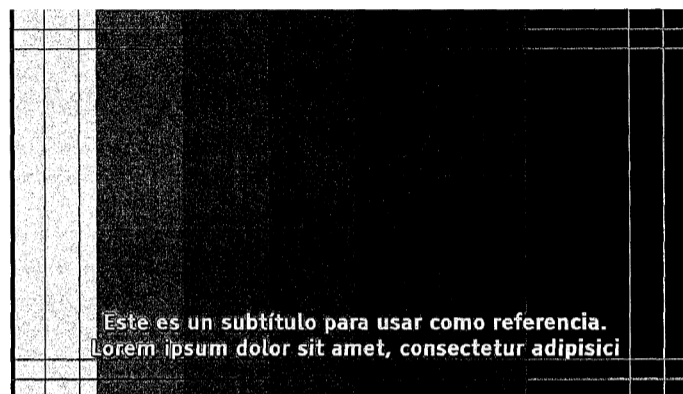 Este es un subtítulo para usar como referencia.
Lorem ipsum dolor sit amet, consectetur adipisici